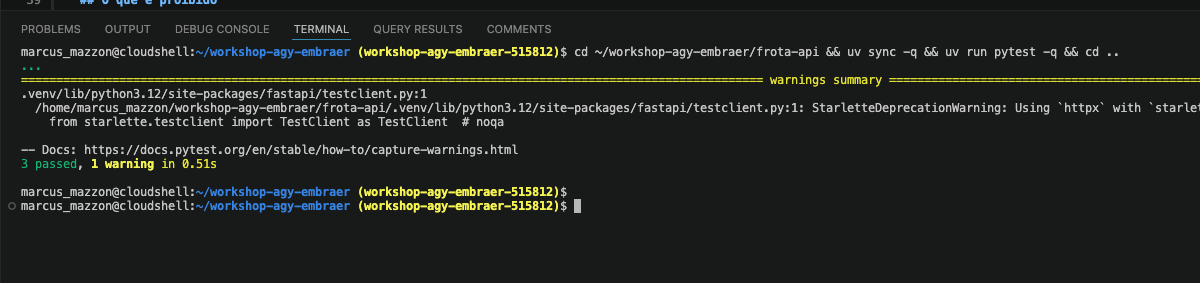 39 ## O que é proibido
PROBLEMS OUTPUT DEBUG CONSOLE TERMINAL QUERY RESULTS COMMENTS
marcus_mazzon@cloudshell:~/workshop-agy-embraer (workshop-agy-embraer-515812)$ cd ~/workshop-agy-embraer/frota-api && uv sync -q && uv run pytest -q && cd ..
...
=============================== warnings summary ===============================
.venv/lib/python3.12/site-packages/fastapi/testclient.py:1
/home/marcus_mazzon/workshop-agy-embraer/frota-api/.venv/lib/python3.12/site-packages/fastapi/testclient.py:1: StarletteDeprecationWarning: Using `httpx` with `starlet
from starlette.testclient import TestClient as TestClient # noqa
-- Docs: https://docs.pytest.org/en/stable/how-to/capture-warnings.html
3 passed, 1 warning in 0.51s
marcus_mazzon@cloudshell:~/workshop-agy-embraer (workshop-agy-embraer-515812)$
marcus_mazzon@cloudshell:~/workshop-agy-embraer (workshop-agy-embraer-515812)$